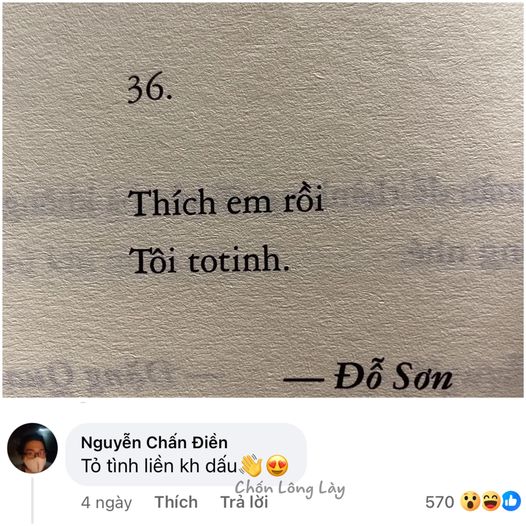 36.
Thích em rồi
Tôi totinh.
— Đỗ Sơn
Nguyễn Chấn Điền
Tỏ tình liền kh dấu👋😍
Chốn Lông Lày
4 ngày Thích Trả lời 570